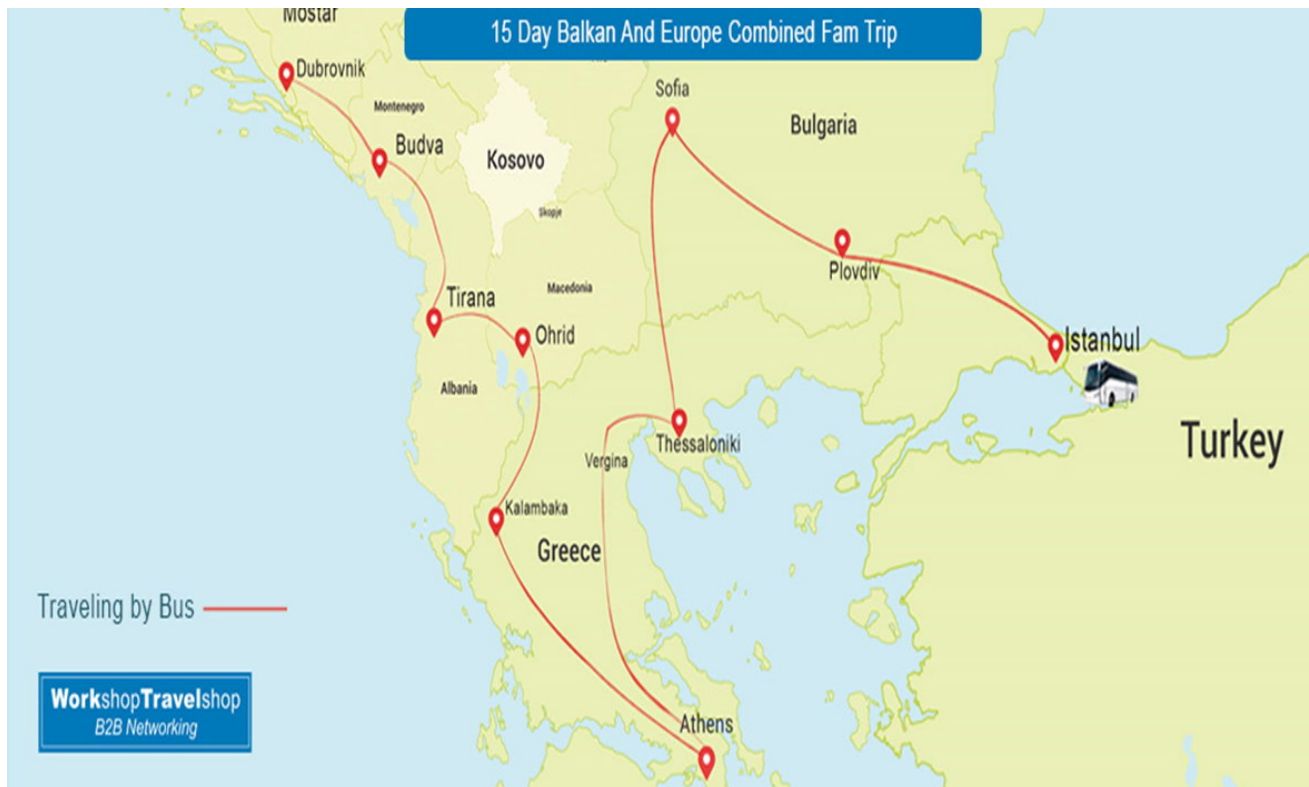 Mostar
15 Day Balkan And Europe Combined Fam Trip
Dubrovnik
Sofia
Montenegro
Bulgaria
Budva
Kosovo
Skopje
Plovdiv
Macedonia
Tirana
Ohrid
Istanbul
Albania
Thessaloniki
Turkey
Vergina
Kalambaka
Greece
Traveling by Bus
WorkshopTravelshop
B2B Networking
Athens